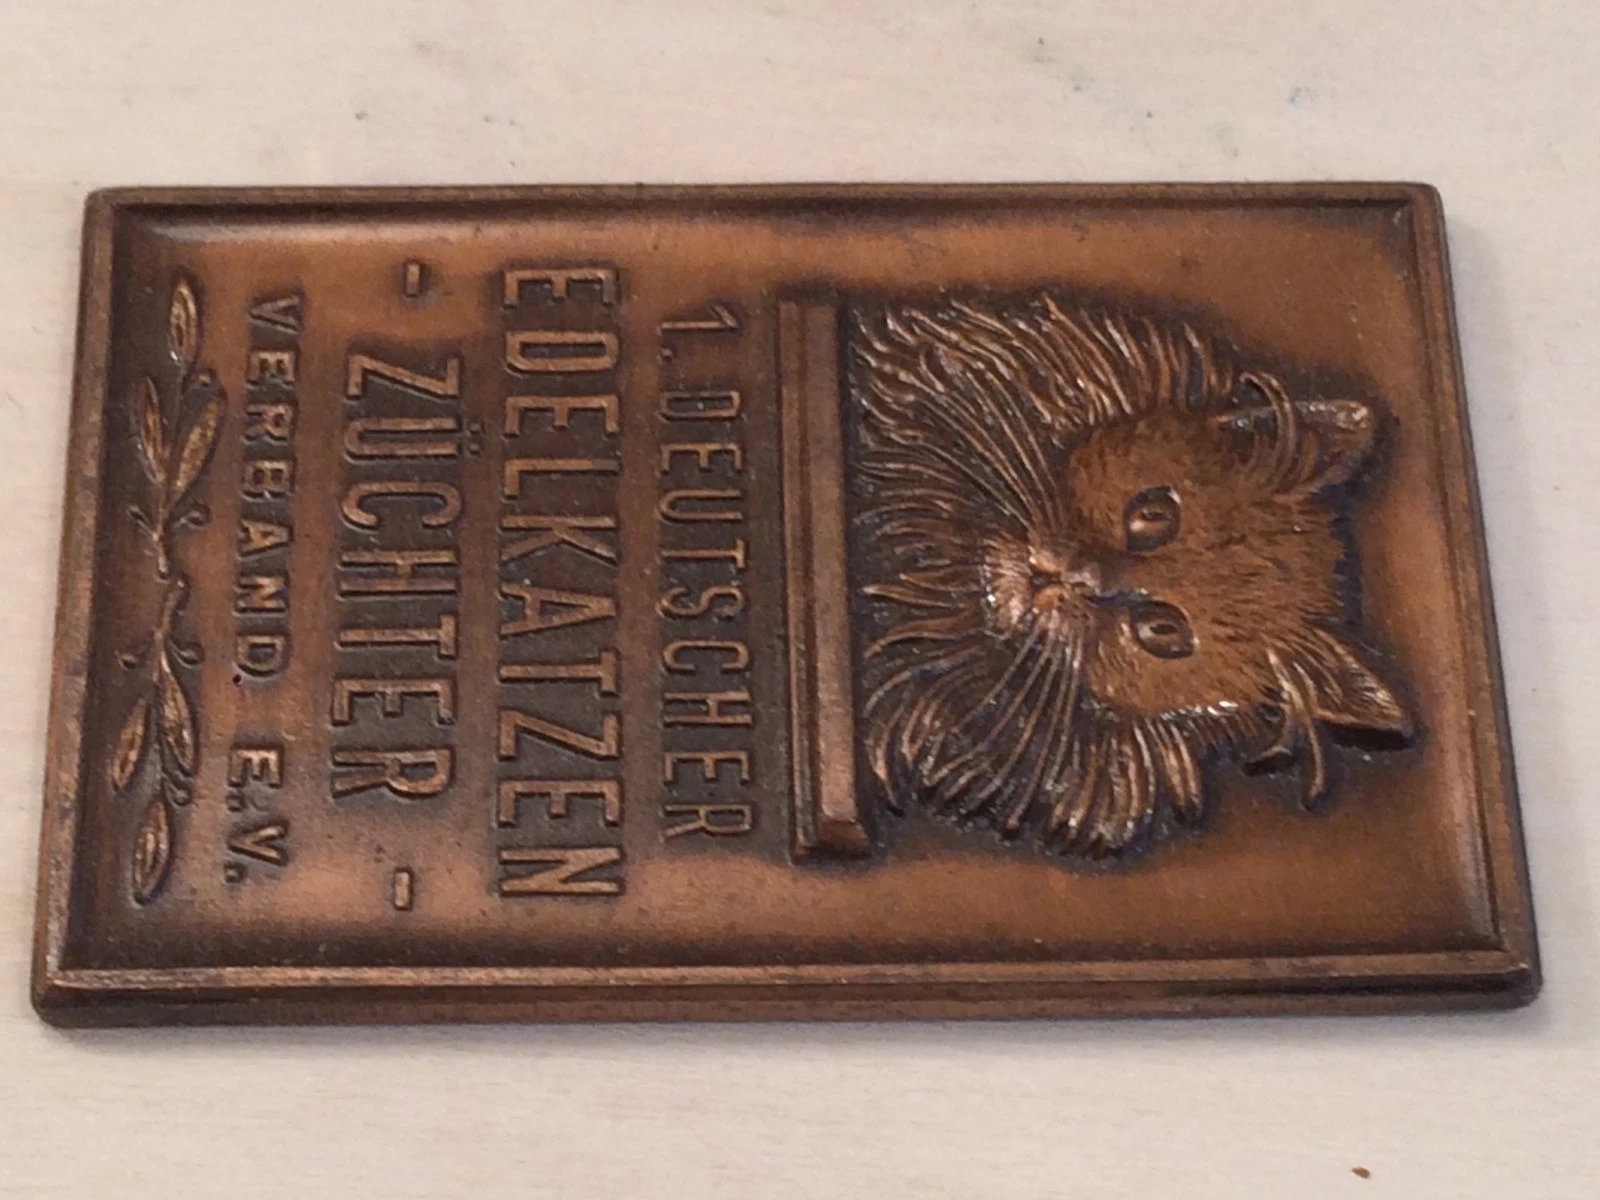 1. DEUTSCHER
EDELKATZEN
- ZÜCHTER -
VERBAND E.V.